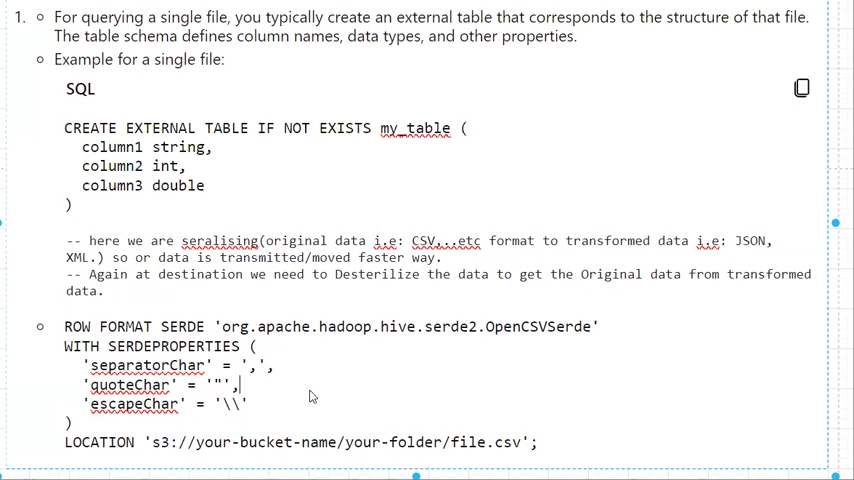 1. ○ For querying a single file, you typically create an external table that corresponds to the structure of that file.
The table schema defines column names, data types, and other properties.
○ Example for a single file:
SQL
CREATE EXTERNAL TABLE IF NOT EXISTS my_table (
column1 string,
column2 int,
column3 double
)
-- here we are seralising(original data i.e: CSV,..etc format to transformed data i.e: JSON,
XML.) so or data is transmitted/moved faster way.
-- Again at destination we need to Desterilize the data to get the Original data from transformed
data.
○ ROW FORMAT SERDE 'org.apache.hadoop.hive.serde2.OpenCSVSerde'
WITH SERDEPROPERTIES (
'separatorChar' = ',',
'quoteChar' = '"',
'escapeChar' = '\\'
)
LOCATION 's3://your-bucket-name/your-folder/file.csv';